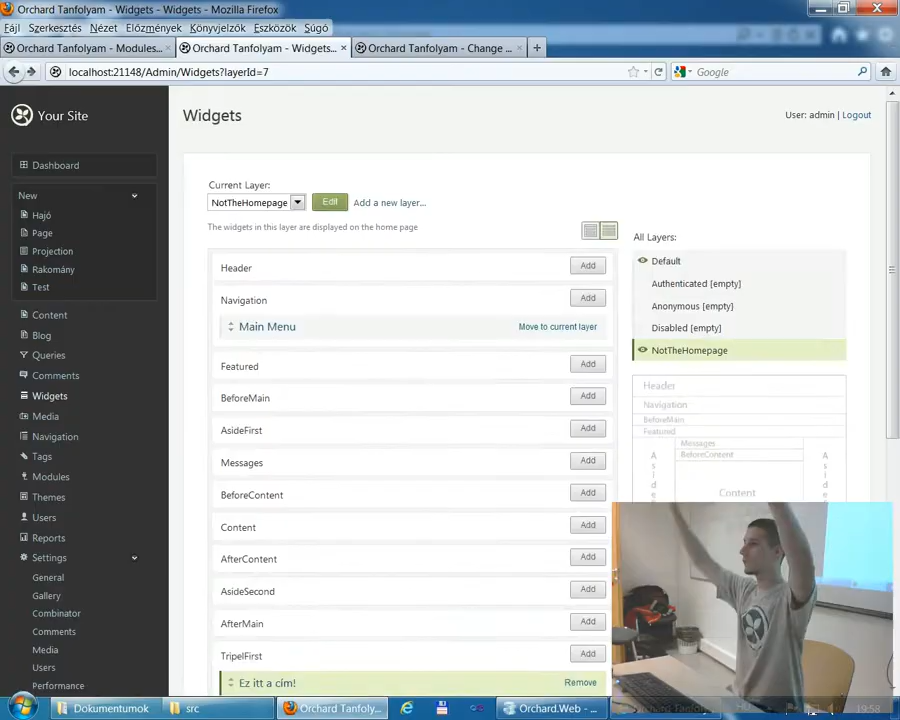 Orchard Tanfolyam - Widgets - Widgets - Mozilla Firefox
Fájl Szerkesztés Nézet Előzmények Könyvjelzők Eszközök Súgó
Orchard Tanfolyam - Modules...
Orchard Tanfolyam - Widgets...
Orchard Tanfolyam - Change ...
localhost:21148/Admin/Widgets?layerId=7
Google
Your Site
Widgets
User: admin | Logout
Dashboard
New
Hajó
Page
Projection
Rakomány
Test
Content
Blog
Queries
Comments
Widgets
Media
Navigation
Tags
Modules
Themes
Users
Reports
Settings
General
Gallery
Combinator
Comments
Media
Users
Performance
Current Layer:
NotTheHomepage
Edit
Add a new layer...
The widgets in this layer are displayed on the home page
Header Add
Navigation Add
Main Menu Move to current layer
Featured Add
BeforeMain Add
AsideFirst Add
Messages Add
BeforeContent Add
Content Add
AfterContent Add
AsideSecond Add
AfterMain Add
TripelFirst Add
Ez itt a cím! Remove
All Layers:
Default
Authenticated [empty]
Anonymous [empty]
Disabled [empty]
NotTheHomepage
Header
Navigation
BeforeMain
Featured
Messages
BeforeContent
Content
Aside
Aside
Dokumentumok
src
Orchard Tanfoly...
Orchard.Web - ...
19:58